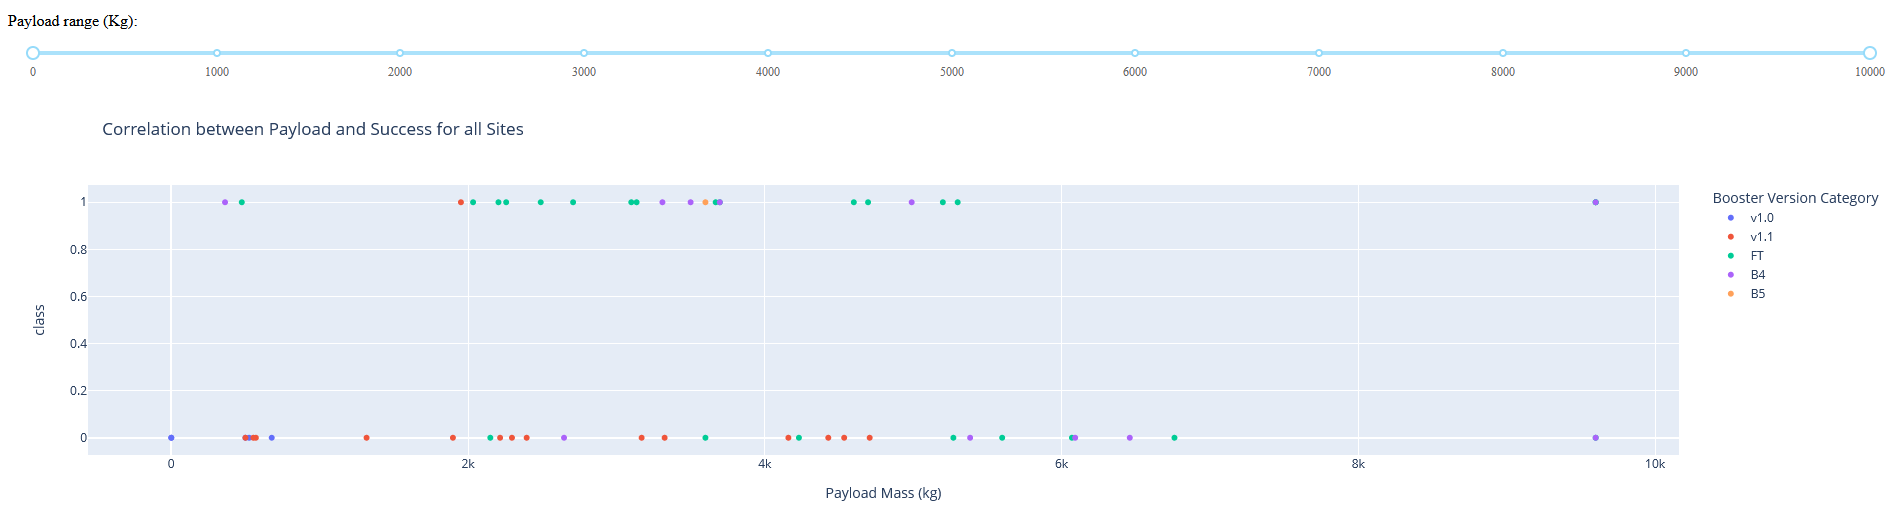 Payload range (Kg):
0 1000 2000 3000 4000 5000 6000 7000 8000 9000 10000
Correlation between Payload and Success for all Sites
1
0.8
0.6
0.4
0.2
0
class
0 2k 4k 6k 8k 10k
Payload Mass (kg)
Booster Version Category
v1.0
v1.1
FT
B4
B5